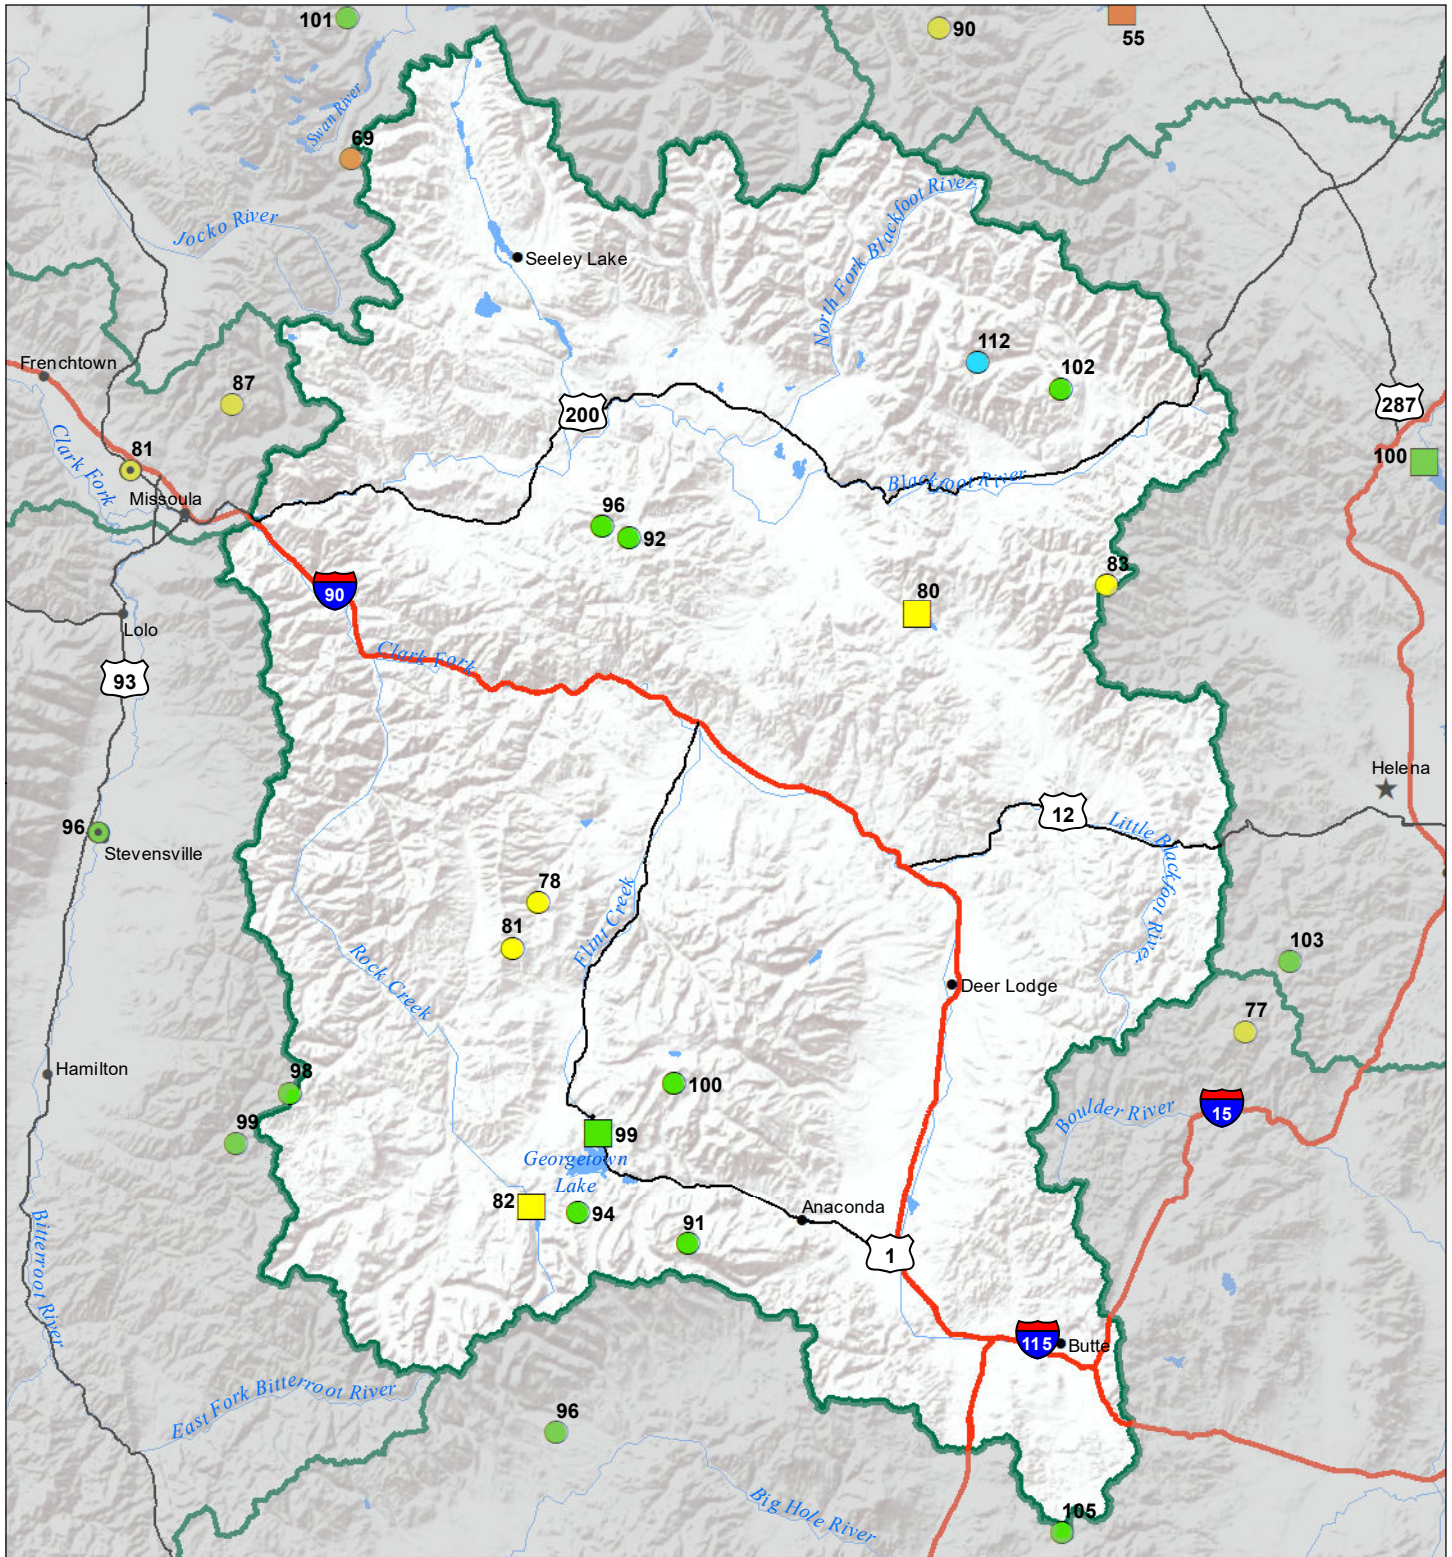 101
90
55
Swan River
69
Jocko River
North Fork Blackfoot River
Seeley Lake
112
102
Frenchtown
87
200
287
81
Clark Fork
100
Missoula
Blackfoot River
96
92
83
90
80
Lolo
Clark Fork
93
Helena
12
Little Blackfoot River
96
Stevensville
78
81
Flint Creek
103
Rock Creek
Deer Lodge
77
Hamilton
98
100
15
Boulder River
99
99
Georgetown
Lake
82
94
Anaconda
91
1
Bitterroot River
115
Butte
East Fork Bitterroot River
96
Big Hole River
105